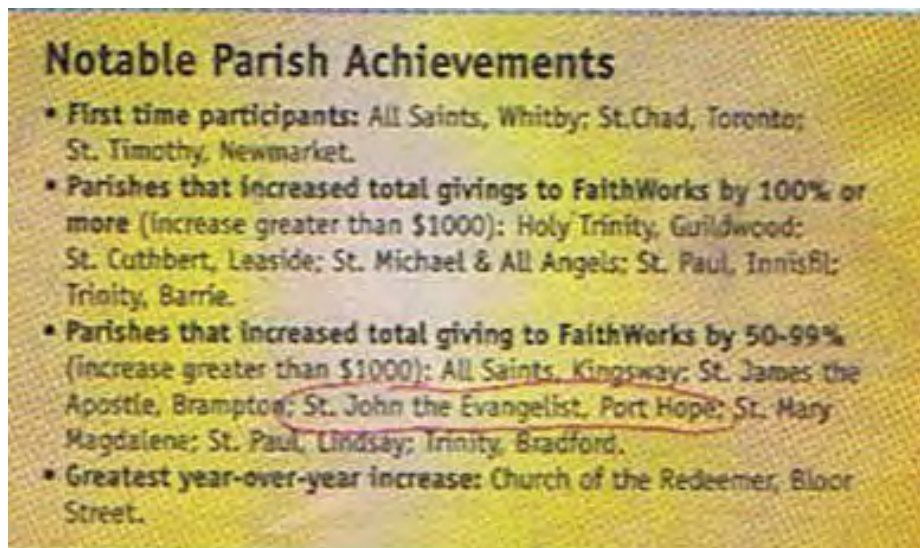 Notable Parish Achievements
• First time participants: All Saints, Whitby; St.Chad, Toronto;
St. Timothy, Newmarket.
• Parishes that increased total givings to FaithWorks by 100% or
more (increase greater than $1000): Holy Trinity, Guildwood;
St. Cuthbert, Leaside; St. Michael & All Angels; St. Paul, Innisfil;
Trinity, Barrie.
• Parishes that increased total giving to FaithWorks by 50-99%
(increase greater than $1000): All Saints, Kingsway; St. James the
Apostle, Brampton; St. John the Evangelist, Port Hope; St. Mary
Magdalene; St. Paul, Lindsay; Trinity, Bradford.
• Greatest year-over-year increase: Church of the Redeemer, Bloor
Street.